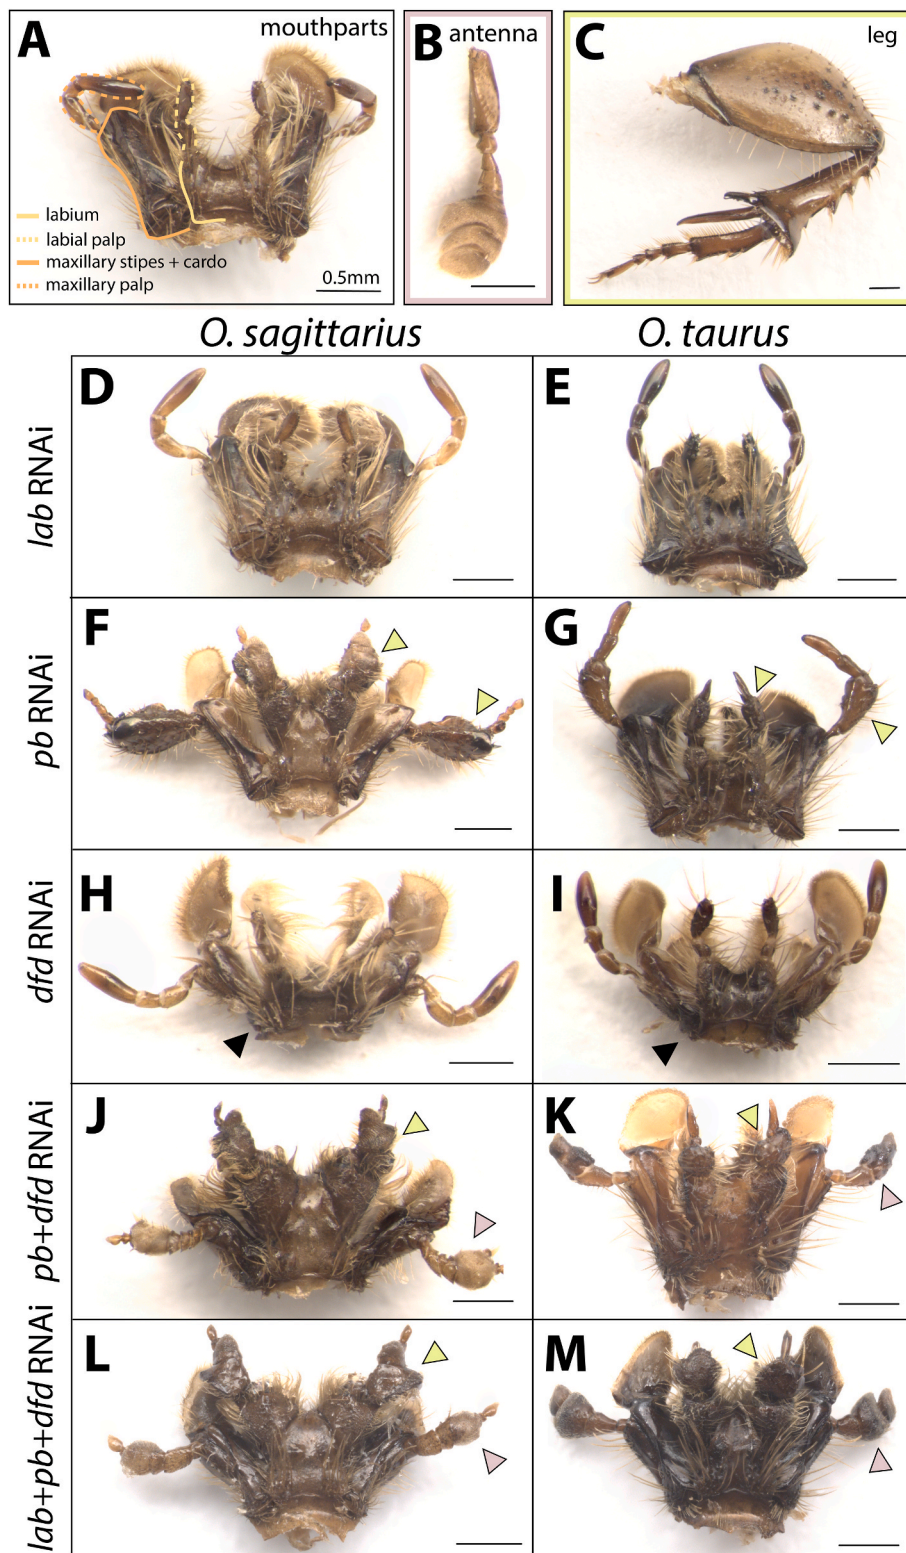 A
mouthparts
labium
labial palp
maxillary stipes + cardo
maxillary palp
0.5mm
B antenna
C
leg
O. sagittarius
O. taurus
lab RNAi
D
E
pb RNAi
F
G
dfd RNAi
H
I
pb+dfd RNAi
J
K
lab+pb+dfd RNAi
L
M